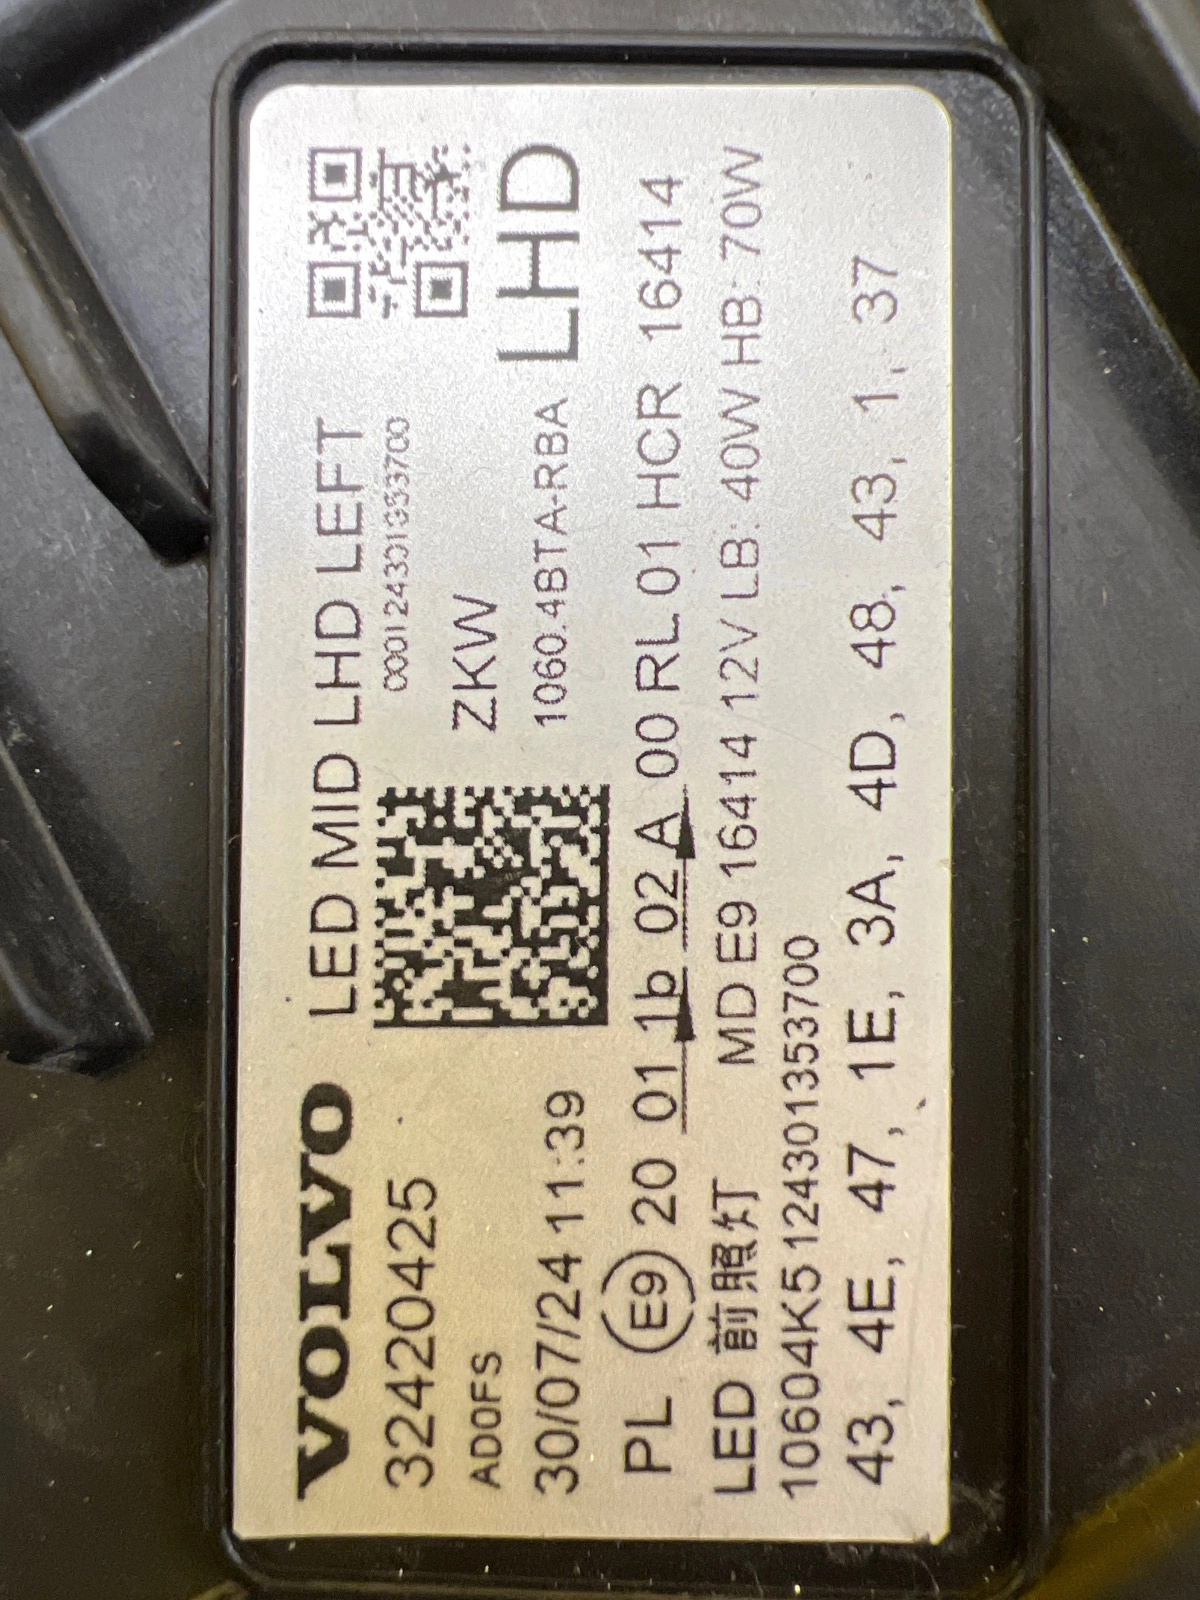 VOLVO LED MID LHD LEFT
32420425 00012430135370​0
AD0FS ZKW
30/07/24 11:39 1060.4BTA-RBA LHD
PL E9 20 01 1b 02 A 00 RL 01 HCR 16414
LED 前照灯 MD E9 16414 12V LB: 40W HB: 70W
10604K5124301353700
43, 4E, 47, 1E, 3A, 4D, 48, 43, 1, 37